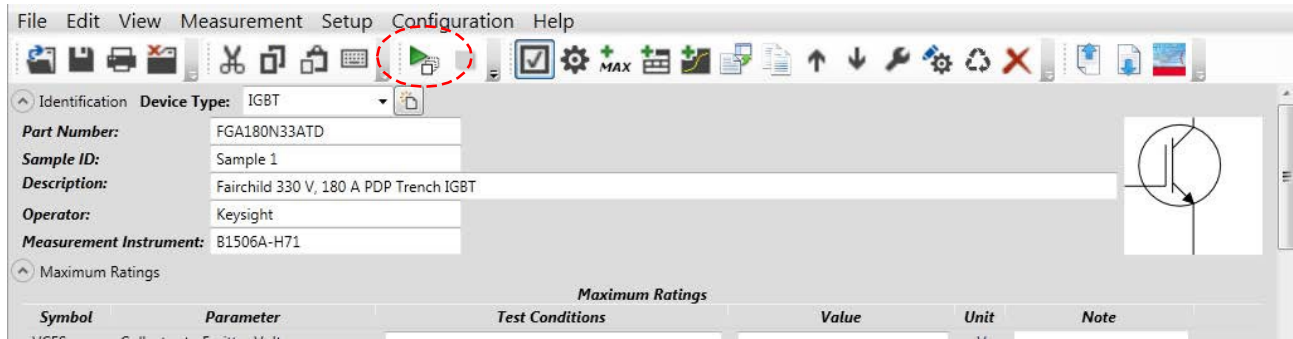 File Edit View Measurement Setup Configuration Help
MAX
Identification Device Type: IGBT
Part Number: FGA180N33ATD
Sample ID: Sample 1
Description: Fairchild 330 V, 180 A PDP Trench IGBT
Operator: Keysight
Measurement Instrument: B1506A-H71
Maximum Ratings
Maximum Ratings
Symbol Parameter Test Conditions Value Unit Note